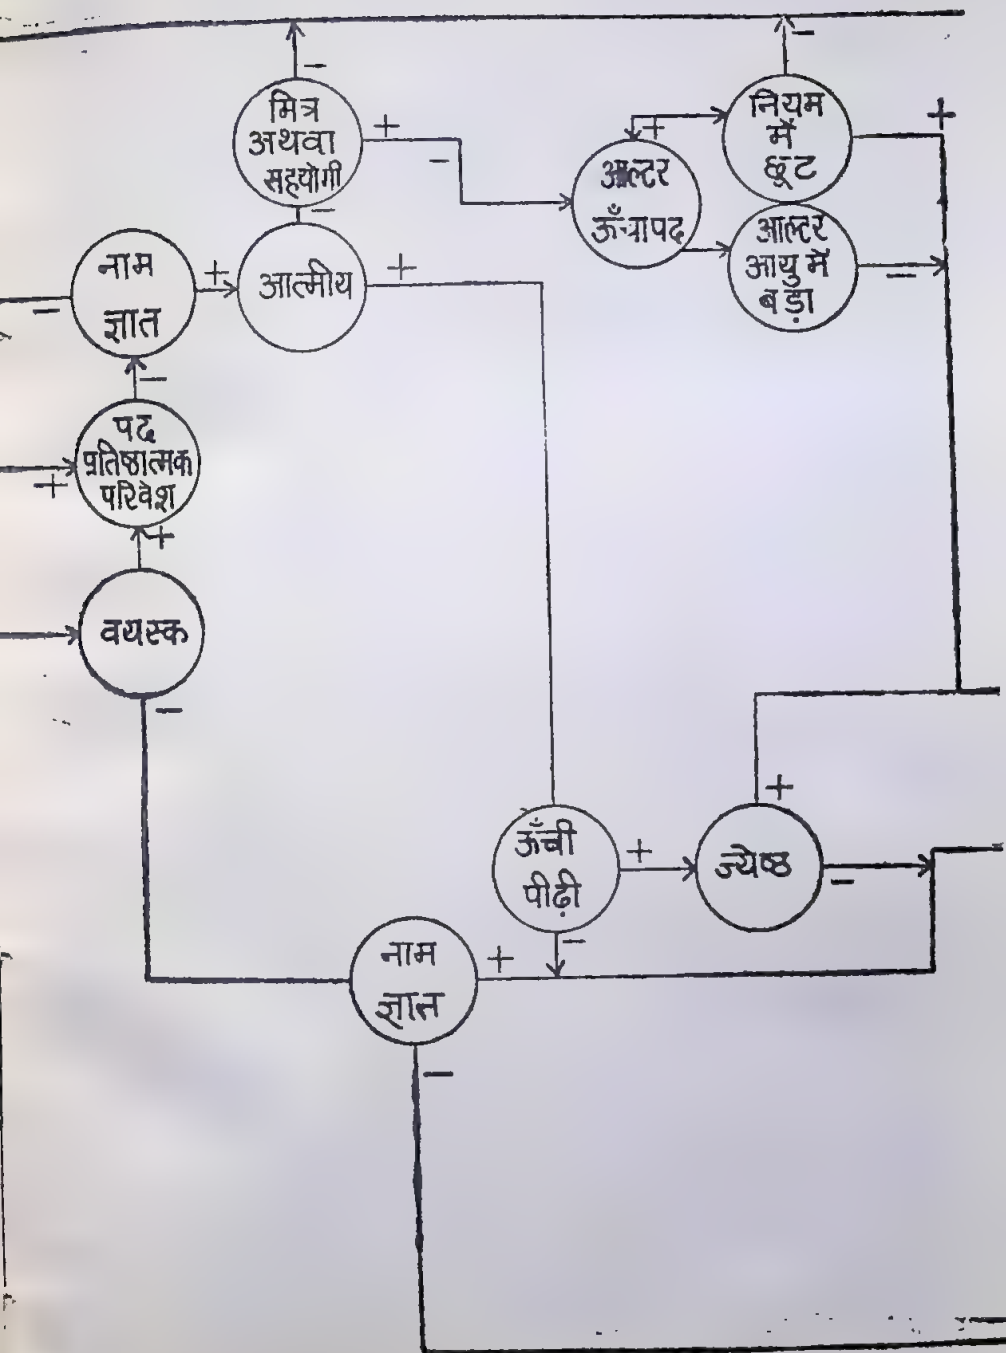 मित्र
अथवा
सहयोगी
नियम
में
छूट
आल्टर
ऊँचा पद
आल्टर
आयु में
बड़ा
नाम
ज्ञात
आत्मीय
पद
प्रतिष्ठात्मक
परिवेश
वयस्क
ऊँची
पीढ़ी
ज्येष्ठ
नाम
ज्ञात